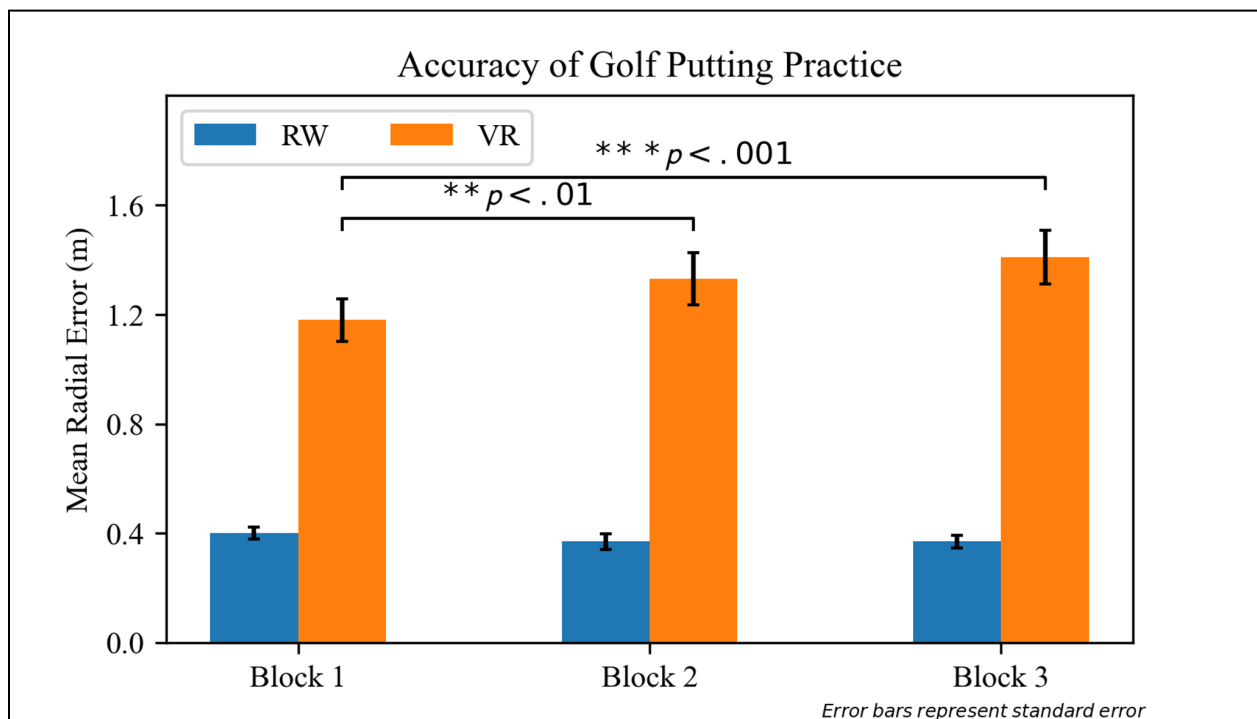 Accuracy of Golf Putting Practice
RW VR
***p<.001
**p<.01
Mean Radial Error (m)
1.6
1.2
0.8
0.4
0.0
Block 1 Block 2 Block 3
Error bars represent standard error